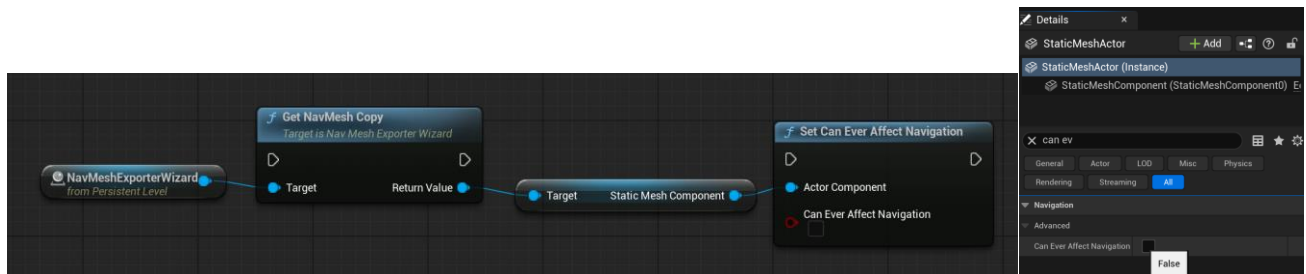 Get NavMesh Copy
Target is Nav Mesh Exporter Wizard
Target
Return Value
NavMeshExporterWizard
from Persistent Level
Target
Static Mesh Component
Set Can Ever Affect Navigation
Actor Component
Can Ever Affect Navigation
Details
StaticMeshActor
Add
StaticMeshActor (Instance)
StaticMeshComponent (StaticMeshComponent0)
can ev
General
Actor
LOD
Misc
Physics
Rendering
Streaming
All
Navigation
Advanced
Can Ever Affect Navigation
False